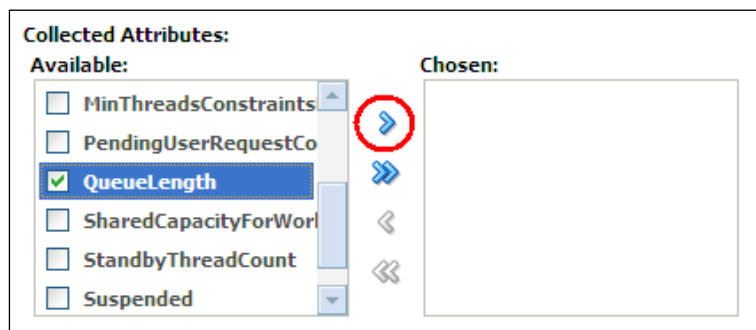 Collected Attributes:
Available:
Chosen:
MinThreadsConstraints
PendingUserRequestCo
QueueLength
SharedCapacityForWor
StandbyThreadCount
Suspended